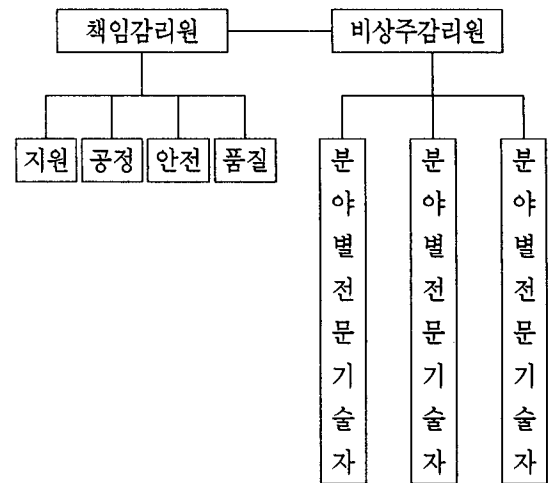 책임감리원
비상주감리원
지원
공정
안전
품질
분야별전문기술자
분야별전문기술자
분야별전문기술자